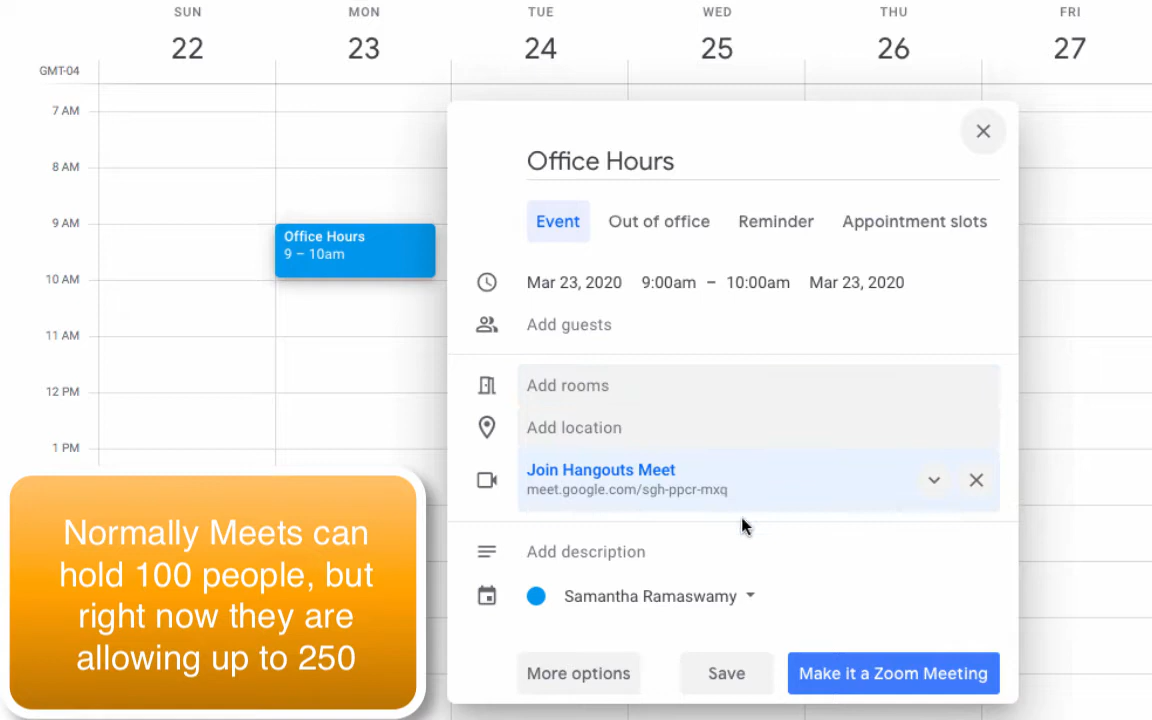 SUN MON TUE WED THU FRI
22 23 24 25 26 27
GMT-04
7 AM
8 AM
9 AM
10 AM
11 AM
12 PM
1 PM
Office Hours
9 – 10am
Office Hours
Event Out of office Reminder Appointment slots
Mar 23, 2020 9:00am – 10:00am Mar 23, 2020
Add guests
Add rooms
Add location
Join Hangouts Meet
meet.google.com/sgh-ppcr-mxq
Add description
Samantha Ramaswamy
More options Save Make it a Zoom Meeting
Normally Meets can
hold 100 people, but
right now they are
allowing up to 250